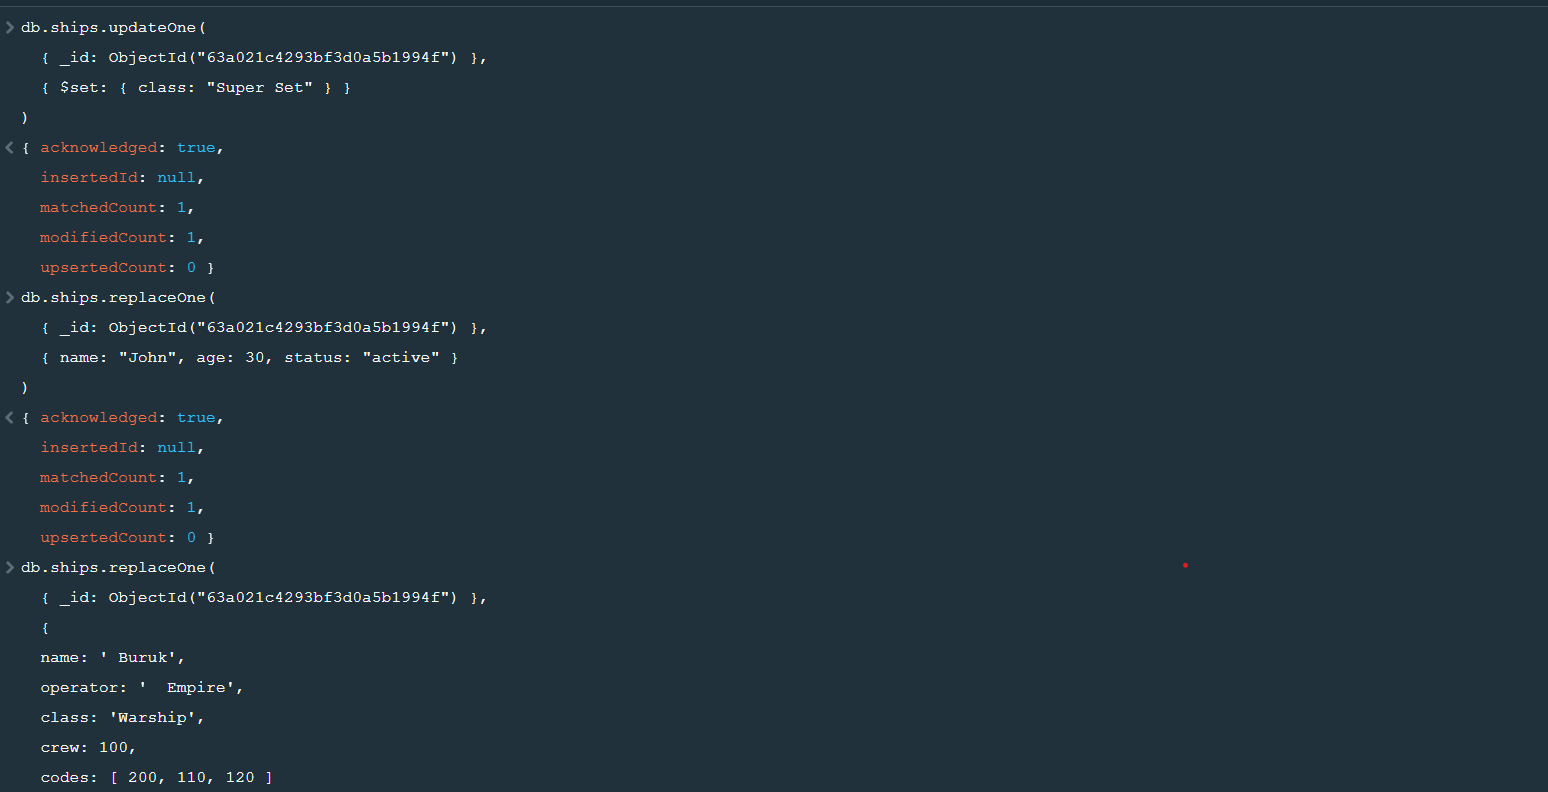 db.ships.updateOne(
{ _id: ObjectId("63a021c4293bf3d0a5b1994f") },
{ $set: { class: "Super Set" } }
)
{ acknowledged: true,
insertedId: null,
matchedCount: 1,
modifiedCount: 1,
upsertedCount: 0 }
db.ships.replaceOne(
{ _id: ObjectId("63a021c4293bf3d0a5b1994f") },
{ name: "John", age: 30, status: "active" }
)
{ acknowledged: true,
insertedId: null,
matchedCount: 1,
modifiedCount: 1,
upsertedCount: 0 }
db.ships.replaceOne(
{ _id: ObjectId("63a021c4293bf3d0a5b1994f") },
{
name: ' Buruk',
operator: '  Empire',
class: 'Warship',
crew: 100,
codes: [ 200, 110, 120 ]